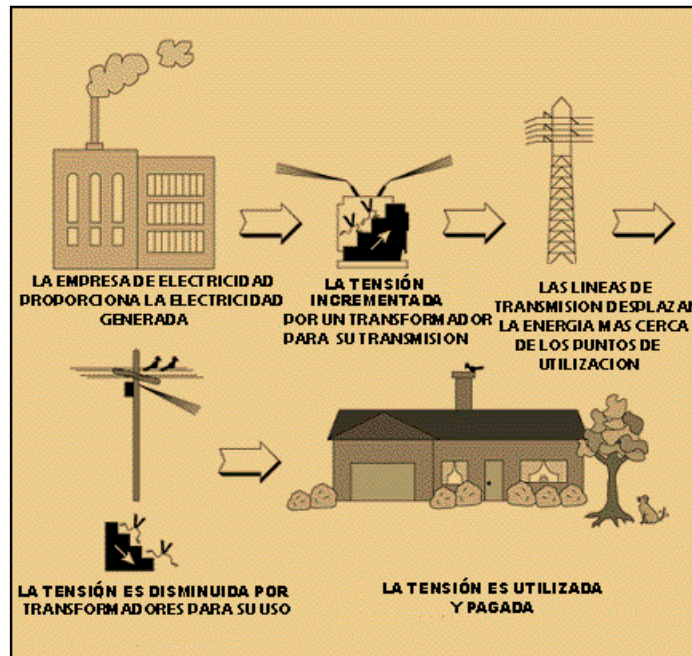 LA EMPRESA DE ELECTRICIDAD
PROPORCIONA LA ELECTRICIDAD
GENERADA
LA TENSIÓN
INCREMENTADA
POR UN TRANSFORMADOR
PARA SU TRANSMISION
LAS LINEAS DE
TRANSMISION DESPLAZAN
LA ENERGIA MAS CERCA
DE LOS PUNTOS DE
UTILIZACION
LA TENSIÓN ES DISMINUIDA POR
TRANSFORMADORES PARA SU USO
LA TENSIÓN ES UTILIZADA
Y PAGADA